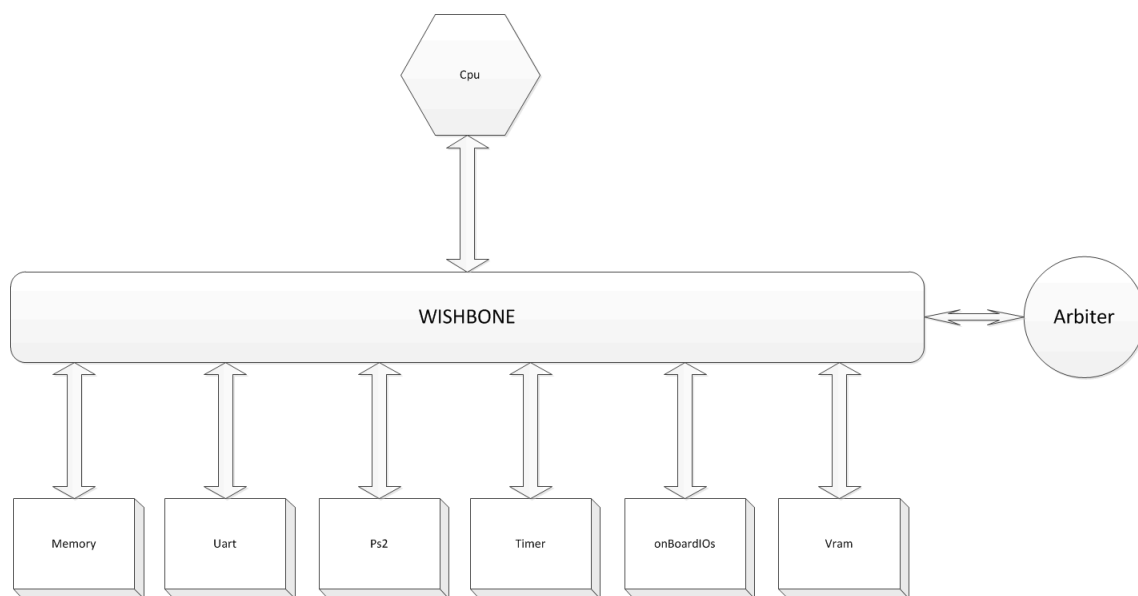 Cpu
WISHBONE
Arbiter
Memory
Uart
Ps2
Timer
onBoardIOs
Vram